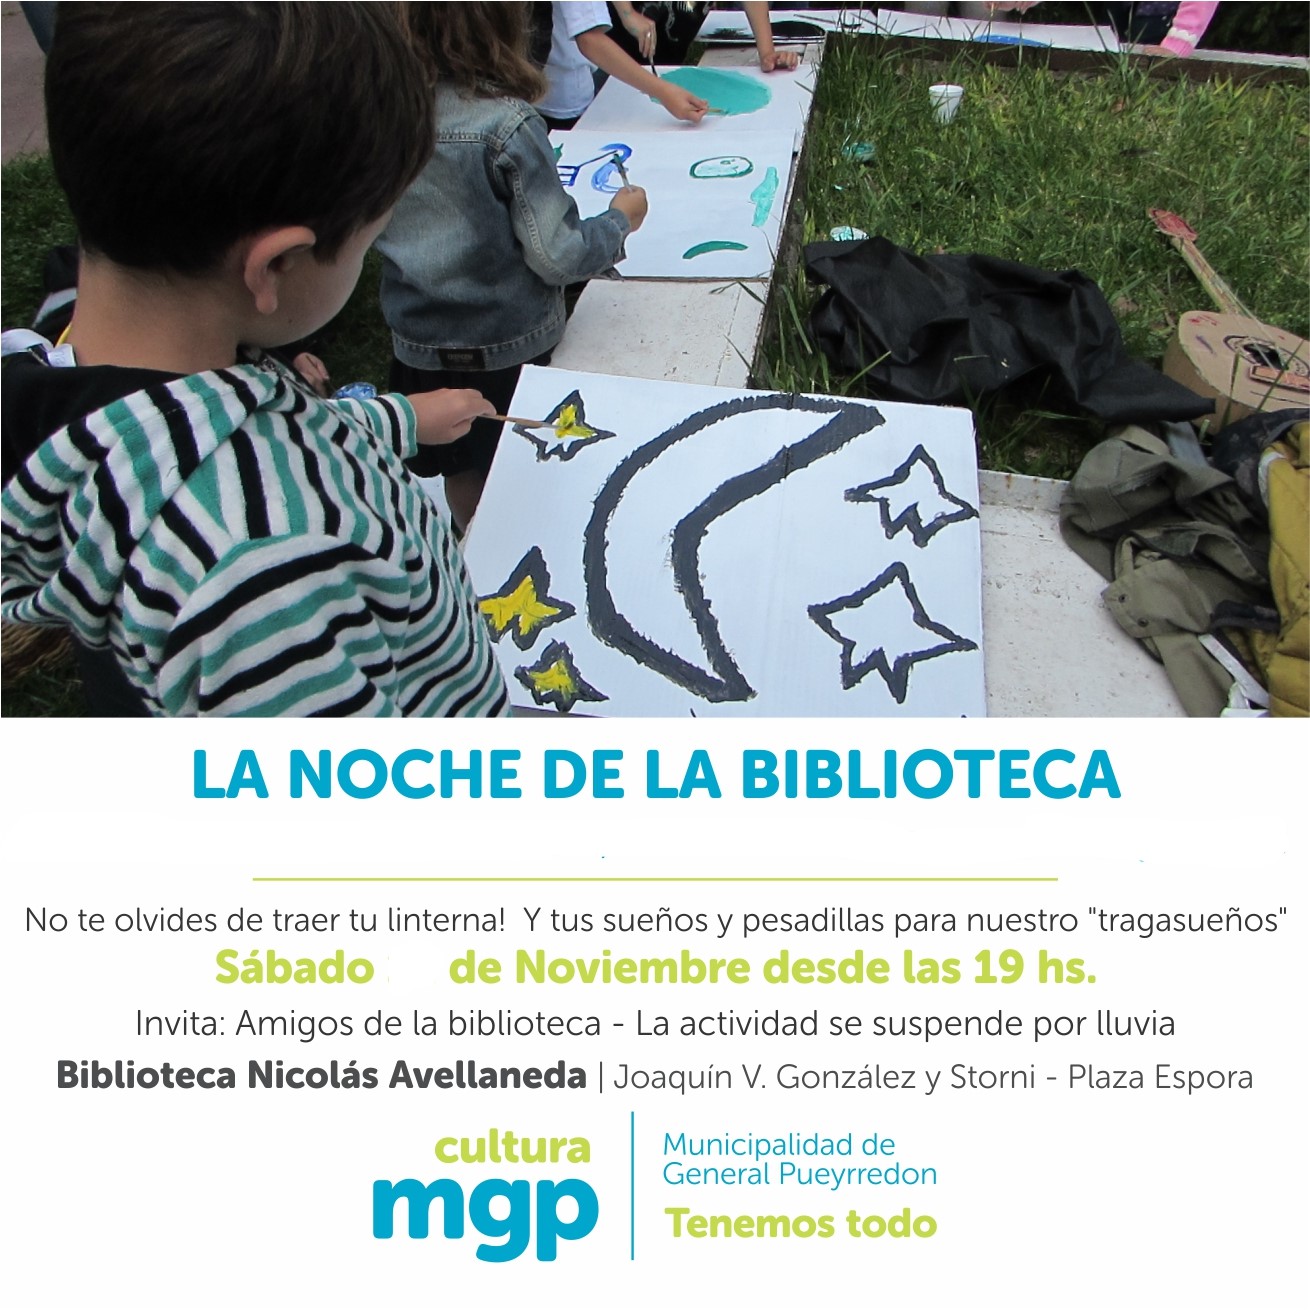 LA NOCHE DE LA BIBLIOTECA
No te olvides de traer tu linterna! Y tus sueños y pesadillas para nuestro "tragasueños"
Sábado de Noviembre desde las 19 hs.
Invita: Amigos de la biblioteca - La actividad se suspende por lluvia
Biblioteca Nicolás Avellaneda | Joaquín V. González y Storni - Plaza Espora
cultura
mgp
Municipalidad de
General Pueyrredon
Tenemos todo